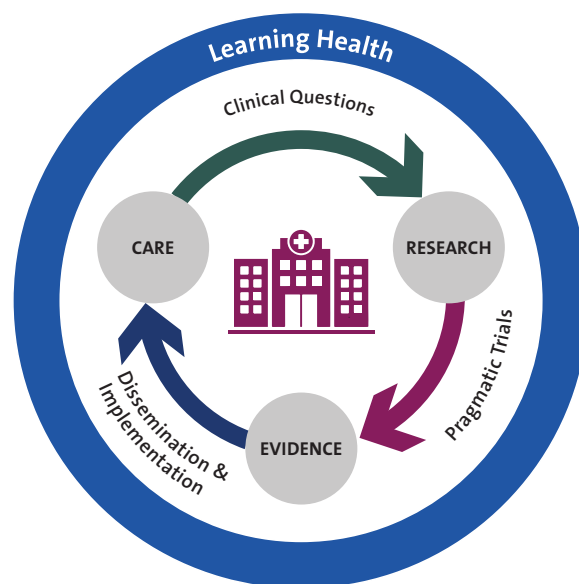 Learning Health
Clinical Questions
CARE
RESEARCH
Pragmatic Trials
EVIDENCE
Dissemination &
Implementation